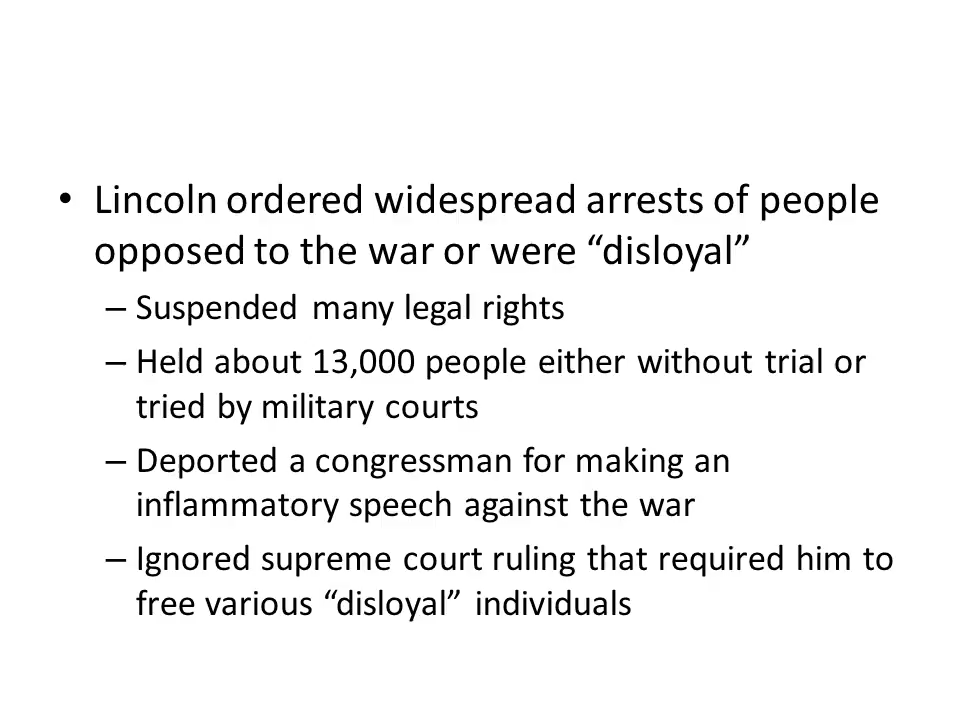 • Lincoln ordered widespread arrests of people
opposed to the war or were “disloyal”
– Suspended many legal rights
– Held about 13,000 people either without trial or
tried by military courts
– Deported a congressman for making an
inflammatory speech against the war
– Ignored supreme court ruling that required him to
free various “disloyal” individuals